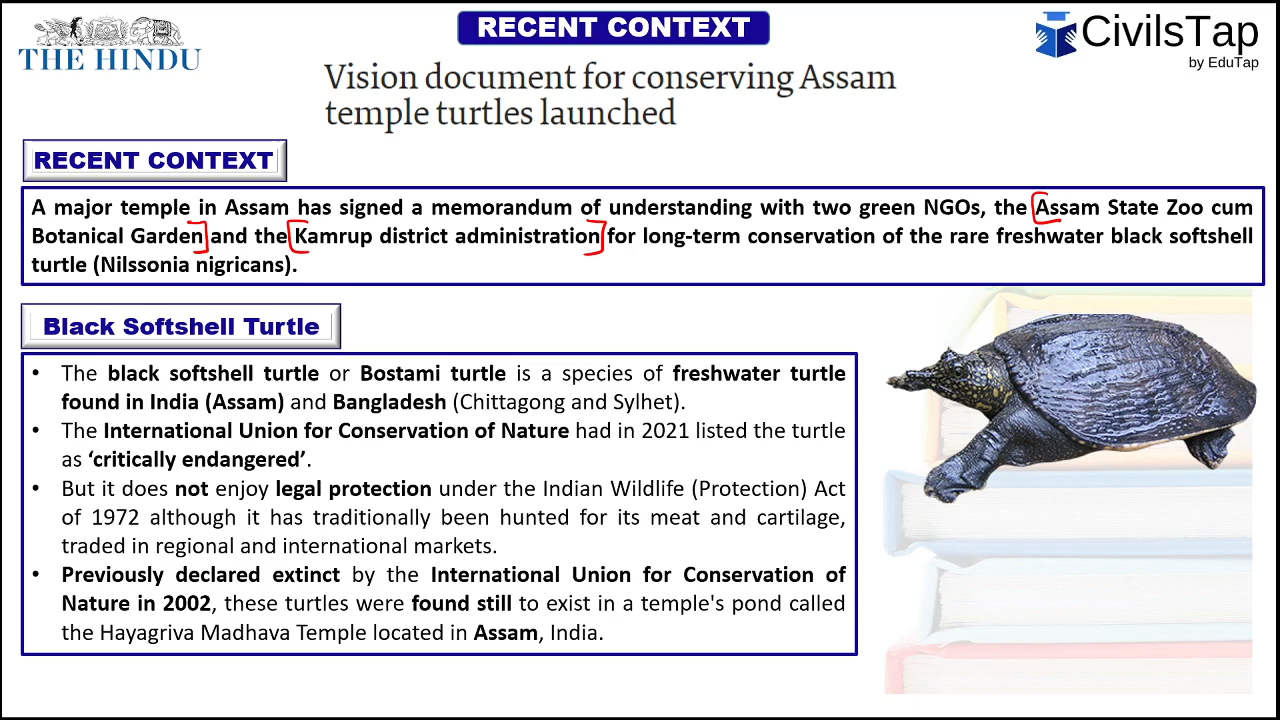 RECENT CONTEXT
THE HINDU
CivilsTap
by EduTap
Vision document for conserving Assam
temple turtles launched
RECENT CONTEXT
A major temple in Assam has signed a memorandum of understanding with two green NGOs, the Assam State Zoo cum
Botanical Garden and the Kamrup district administration for long-term conservation of the rare freshwater black softshell
turtle (Nilssonia nigricans).
Black Softshell Turtle
• The black softshell turtle or Bostami turtle is a species of freshwater turtle
found in India (Assam) and Bangladesh (Chittagong and Sylhet).
• The International Union for Conservation of Nature had in 2021 listed the turtle
as ‘critically endangered’.
• But it does not enjoy legal protection under the Indian Wildlife (Protection) Act
of 1972 although it has traditionally been hunted for its meat and cartilage,
traded in regional and international markets.
• Previously declared extinct by the International Union for Conservation of
Nature in 2002, these turtles were found still to exist in a temple's pond called
the Hayagriva Madhava Temple located in Assam, India.